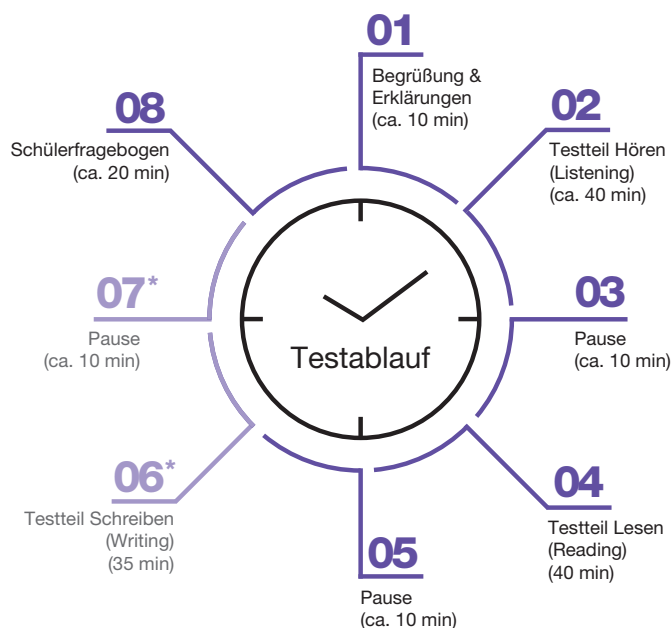 01
Begrüßung &
Erklärungen
(ca. 10 min)
02
Testteil Hören
(Listening)
(ca. 40 min)
03
Pause
(ca. 10 min)
04
Testteil Lesen
(Reading)
(40 min)
05
Pause
(ca. 10 min)
06*
Testteil Schreiben
(Writing)
(35 min)
07*
Pause
(ca. 10 min)
08
Schülerfragebogen
(ca. 20 min)
Testablauf